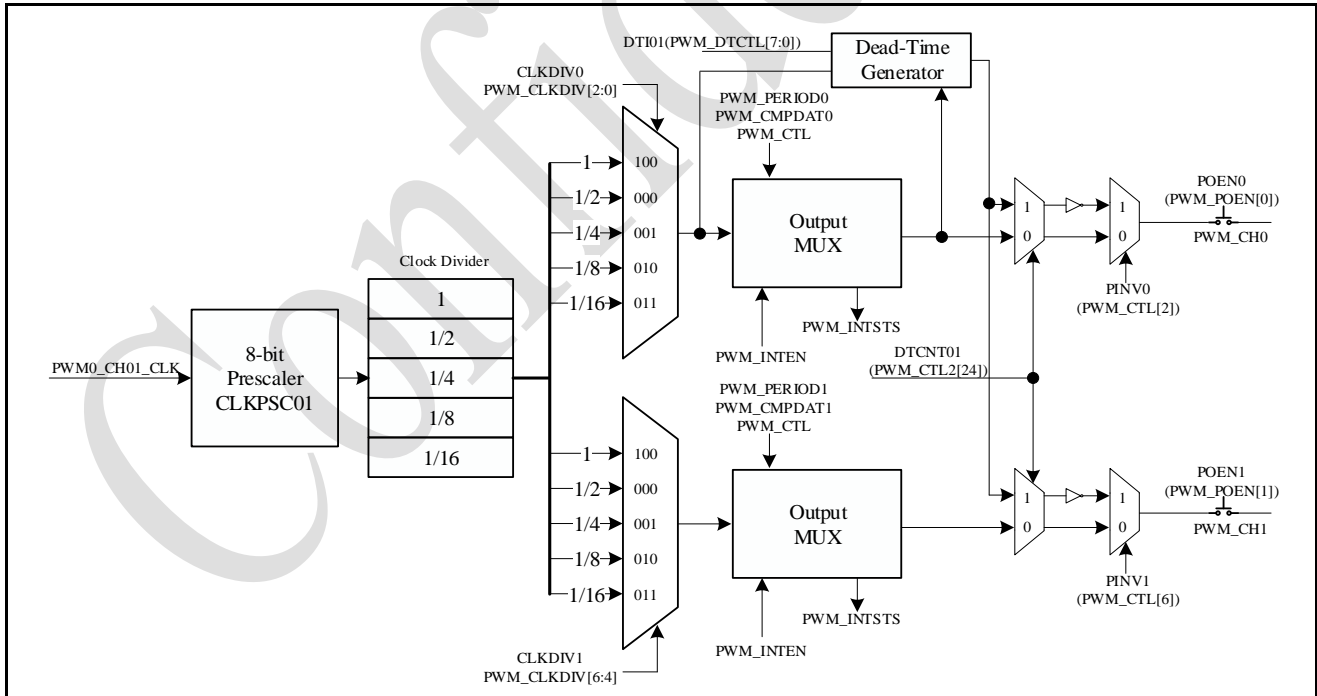 Confide
DTI01(PWM_DTCTL[7:0])
Dead-Time
Generator
CLKDIV0
PWM_CLKDIV[2:0]
PWM_PERIOD0
PWM_CMPDAT0
PWM_CTL
1
100
1/2
000
1/4
001
1/8
010
1/16
011
Output
MUX
1
0
1
0
POEN0
(PWM_POEN[0])
PWM_CH0
PINV0
(PWM_CTL[2])
PWM_INTSTS
PWM_INTEN
Clock Divider
1
1/2
1/4
1/8
1/16
PWM0_CH01_CLK
8-bit
Prescaler
CLKPSC01
DTCNT01
(PWM_CTL2[24])
PWM_PERIOD1
PWM_CMPDAT1
PWM_CTL
1
100
1/2
000
1/4
001
1/8
010
1/16
011
Output
MUX
1
0
1
0
POEN1
(PWM_POEN[1])
PWM_CH1
PINV1
(PWM_CTL[6])
PWM_INTSTS
PWM_INTEN
CLKDIV1
PWM_CLKDIV[6:4]